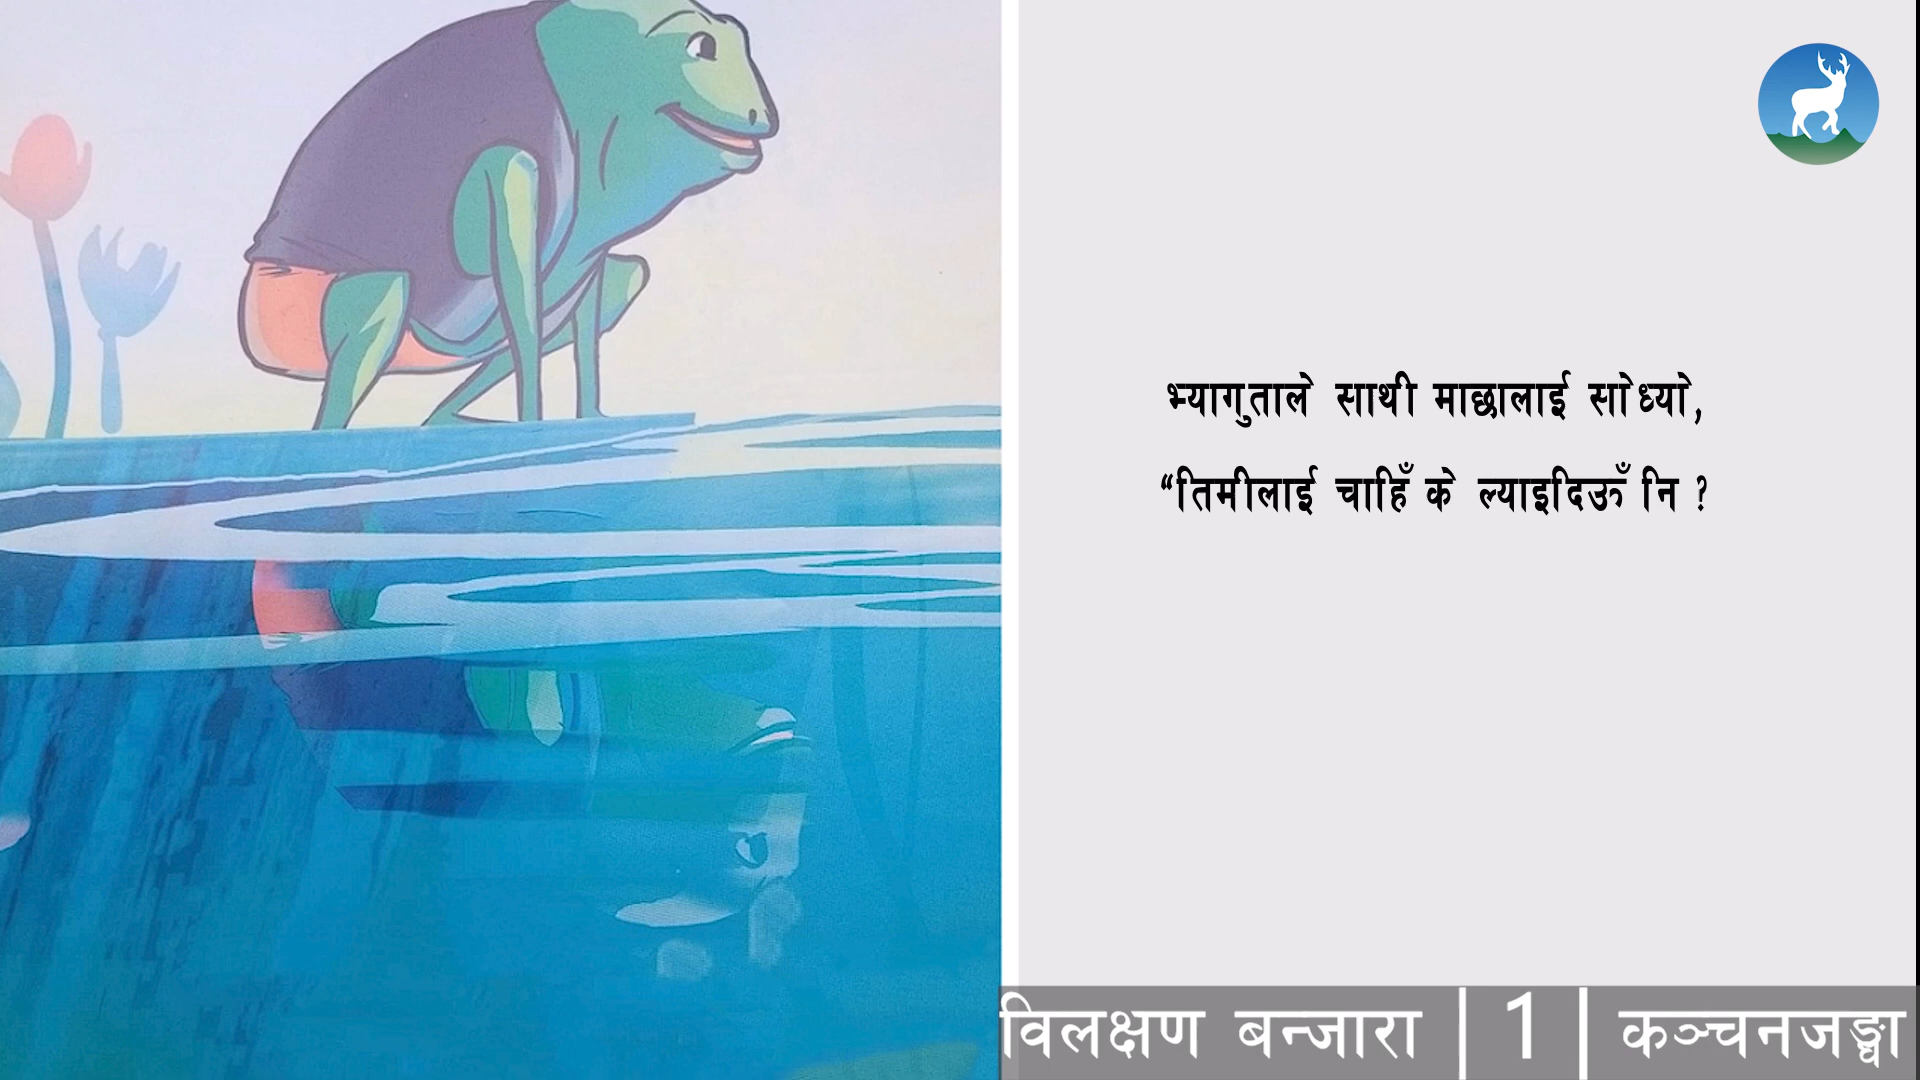 भ्यागुताले साथी माछालाई सोध्यो,
“तिमीलाई चाहिँ के ल्याइदिऊँ नि ?
विलक्षण बन्जारा | 1 | कञ्चनजङ्घा